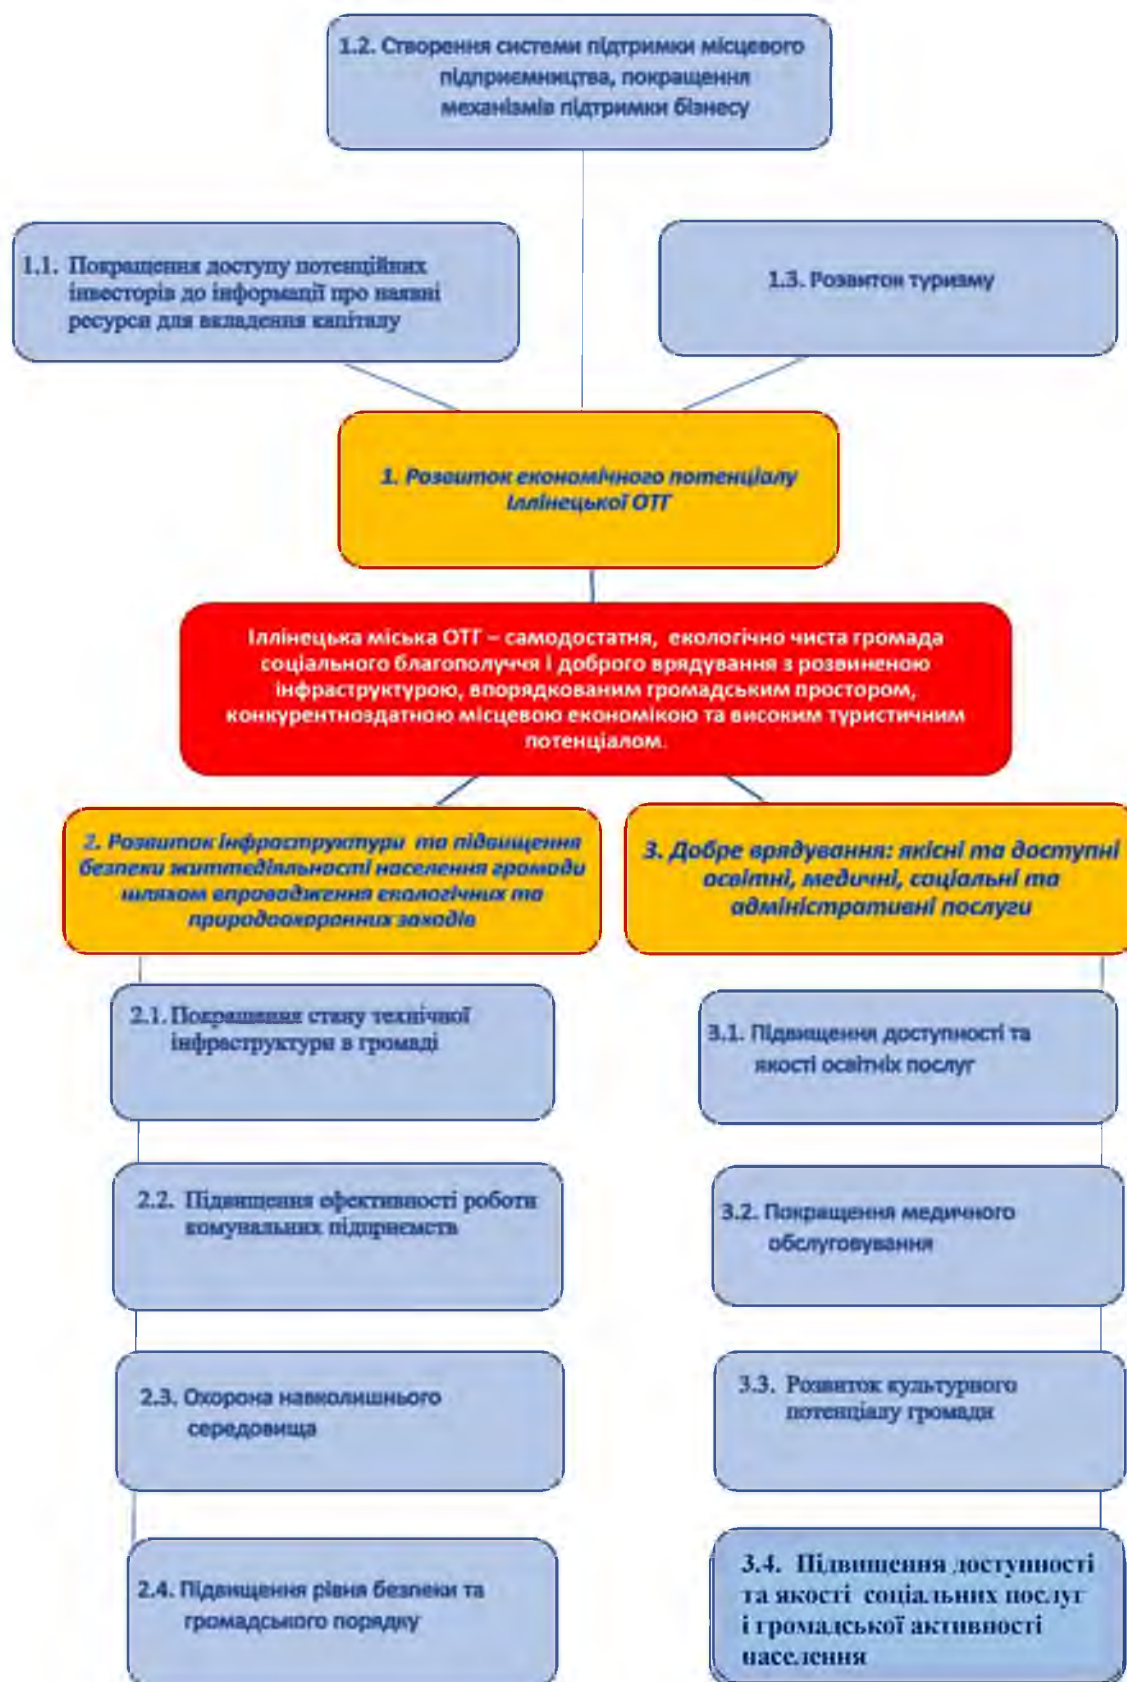 1.2. Створення системи підтримки місцевого
підприємництва, покращення
механізмів підтримки бізнесу
1.1. Покращення доступу потенційних
інвесторів до інформації про наявні
ресурси для вкладення капіталу
1.3. Розвиток туризму
1. Розвиток економічного потенціалу
Іллінецької ОТГ
Іллінецька міська ОТГ – самодостатня, екологічно чиста громада
соціального благополуччя і доброго врядування з розвиненою
інфраструктурою, впорядкованим громадським простором,
конкурентноздатною місцевою економікою та високим туристичним
потенціалом.
2. Розвиток інфраструктури та підвищення
безпеки життєдіяльності населення громади
шляхом впровадження екологічних та
природоохоронних заходів
3. Добре врядування: якісні та доступні
освітні, медичні, соціальні та
адміністративні послуги
2.1. Покращення стану технічної
інфраструктури в громаді
2.2. Підвищення ефективності роботи
комунальних підприємств
2.3. Охорона навколишнього
середовища
2.4. Підвищення рівня безпеки та
громадського порядку
3.1. Підвищення доступності та
якості освітніх послуг
3.2. Покращення медичного
обслуговування
3.3. Розвиток культурного
потенціалу громади
3.4. Підвищення доступності
та якості соціальних послуг
і громадської активності
населення